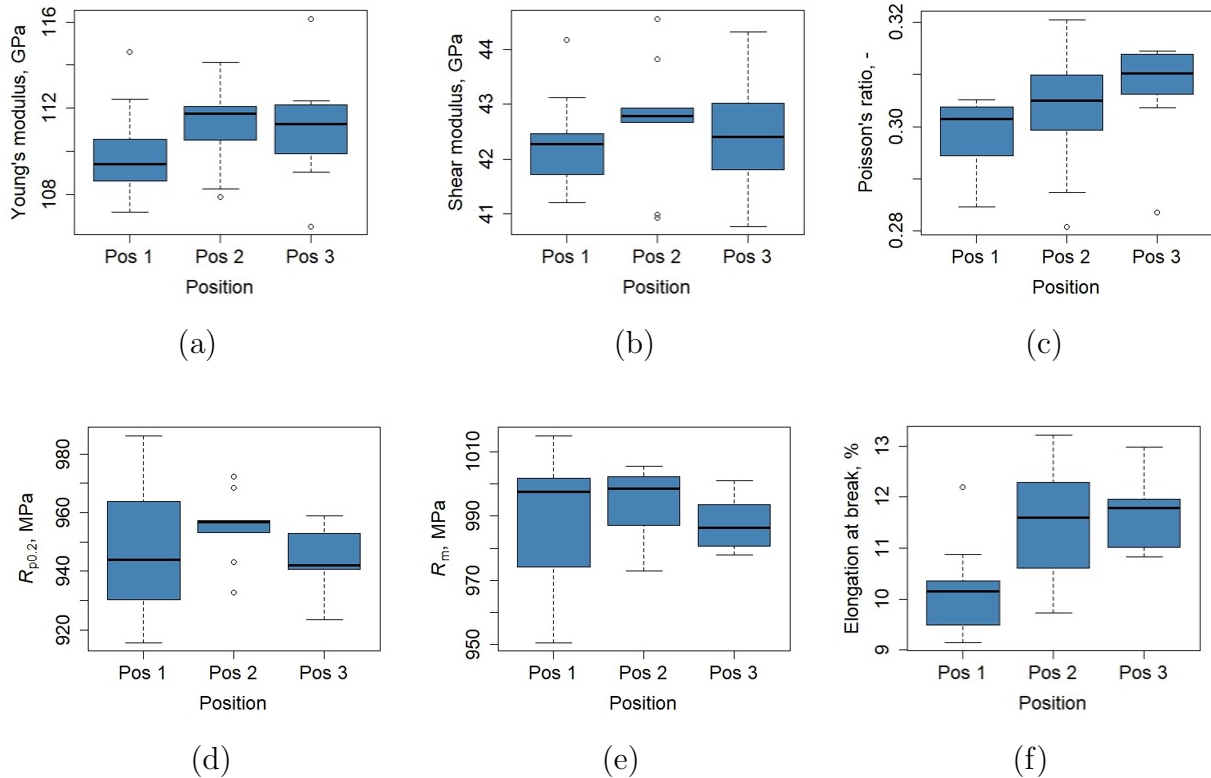 Young's modulus, GPa
116
112
108
Pos 1 Pos 2 Pos 3
Position
(a)
Shear modulus, GPa
44
43
42
41
Pos 1 Pos 2 Pos 3
Position
(b)
Poisson's ratio, -
0.32
0.30
0.28
Pos 1 Pos 2 Pos 3
Position
(c)
Rp0.2, MPa
980
960
940
920
Pos 1 Pos 2 Pos 3
Position
(d)
Rm, MPa
1010
990
970
950
Pos 1 Pos 2 Pos 3
Position
(e)
Elongation at break, %
13
12
11
10
9
Pos 1 Pos 2 Pos 3
Position
(f)